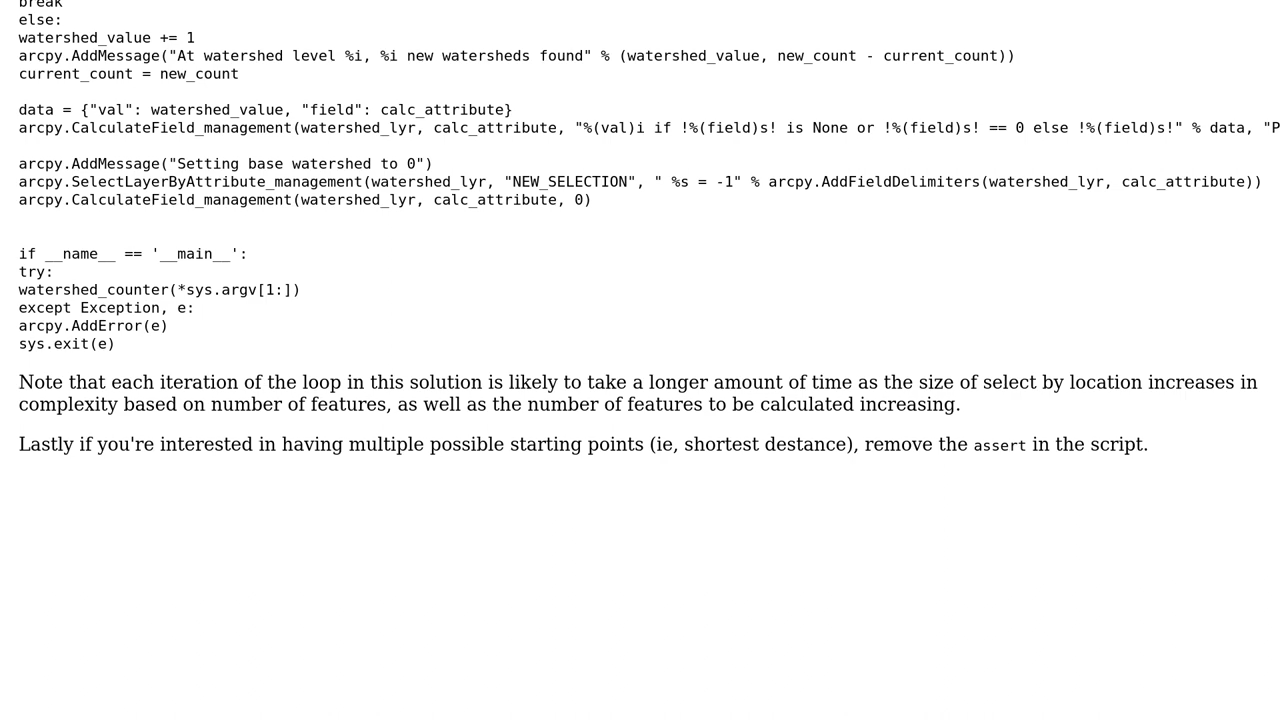 break
else:
watershed_value += 1
arcpy.AddMessage("At watershed level %i, %i new watersheds found" % (watershed_value, new_count - current_count))
current_count = new_count
data = {"val": watershed_value, "field": calc_attribute}
arcpy.CalculateField_management(watershed_lyr, calc_attribute, "%(val)i if !%(field)s! is None or !%(field)s! == 0 else !%(field)s!" % data, "P
arcpy.AddMessage("Setting base watershed to 0")
arcpy.SelectLayerByAttribute_management(watershed_lyr, "NEW_SELECTION", " %s = -1" % arcpy.AddFieldDelimiters(watershed_lyr, calc_attribute))
arcpy.CalculateField_management(watershed_lyr, calc_attribute, 0)
if __name__ == '__main__':
try:
watershed_counter(*sys.argv[1:])
except Exception, e:
arcpy.AddError(e)
sys.exit(e)
Note that each iteration of the loop in this solution is likely to take a longer amount of time as the size of select by location increases in
complexity based on number of features, as well as the number of features to be calculated increasing.
Lastly if you're interested in having multiple possible starting points (ie, shortest destance), remove the assert in the script.